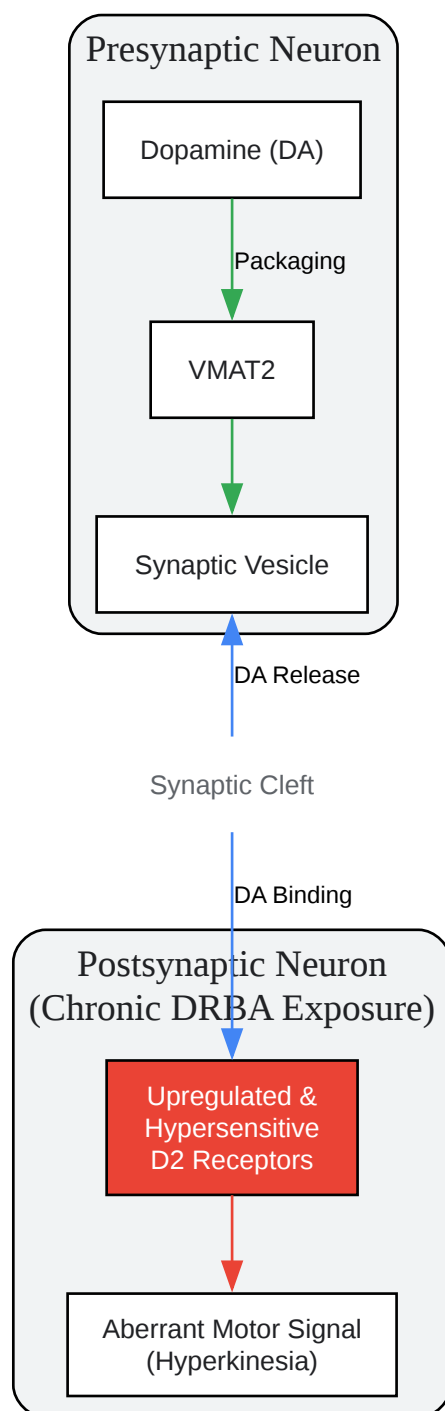 Presynaptic Neuron
Dopamine (DA)
Packaging
VMAT2
Synaptic Vesicle
DA Release
Synaptic Cleft
DA Binding
Postsynaptic Neuron
(Chronic DRBA Exposure)
Upregulated &
Hypersensitive
D2 Receptors
Aberrant Motor Signal
(Hyperkinesia)